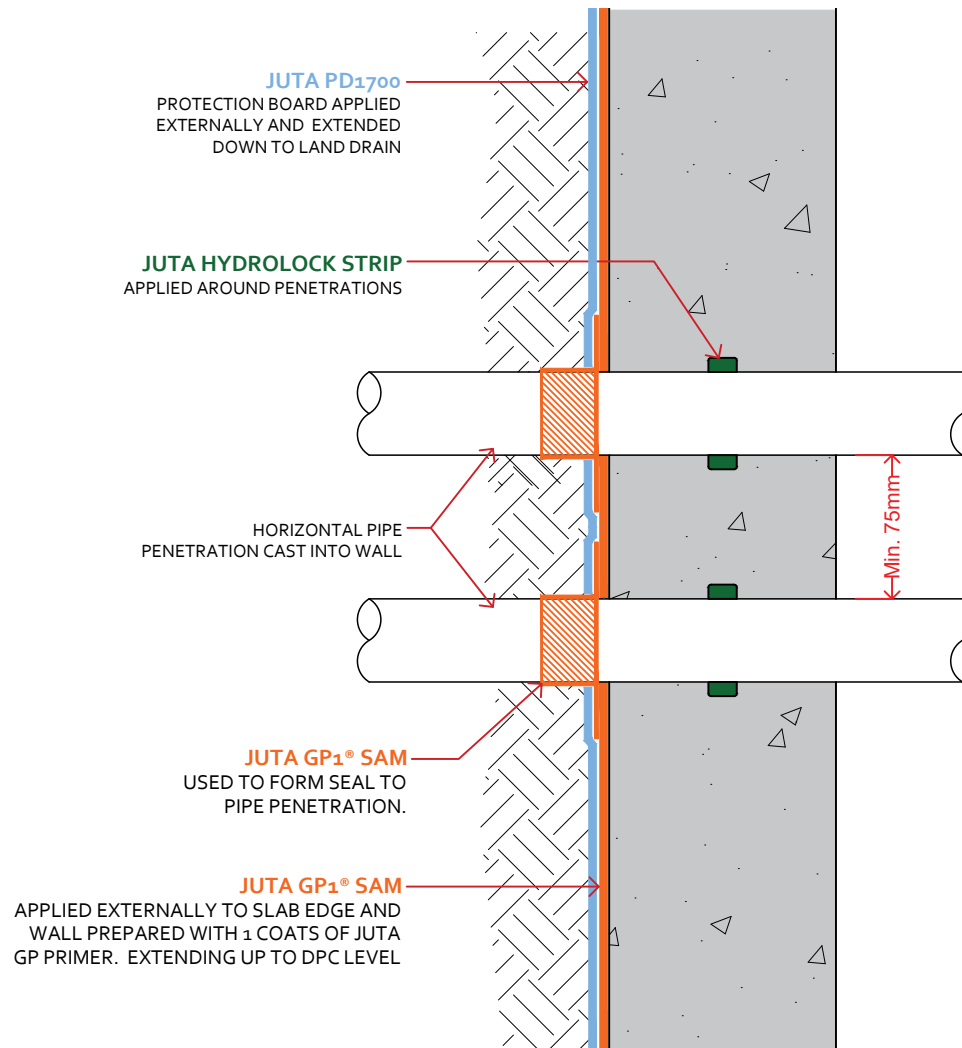 JUTA PD1700
PROTECTION BOARD APPLIED
EXTERNALLY AND EXTENDED
DOWN TO LAND DRAIN
JUTA HYDROLOCK STRIP
APPLIED AROUND PENETRATIONS
Min. 75mm
HORIZONTAL PIPE
PENETRATION CAST INTO WALL
JUTA GP1® SAM
USED TO FORM SEAL TO
PIPE PENETRATION.
JUTA GP1® SAM
APPLIED EXTERNALLY TO SLAB EDGE AND
WALL PREPARED WITH 1 COATS OF JUTA
GP PRIMER. EXTENDING UP TO DPC LEVEL